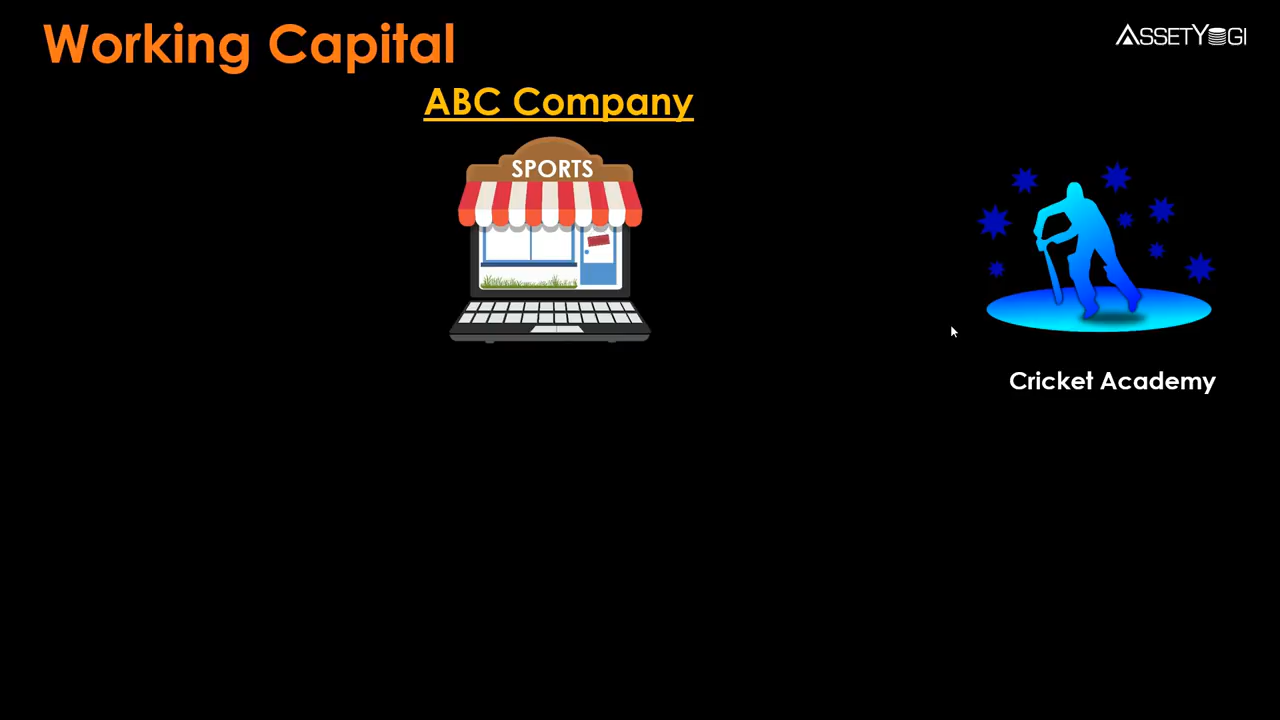 Working Capital
ASSETYOGI
ABC Company
SPORTS
Cricket Academy